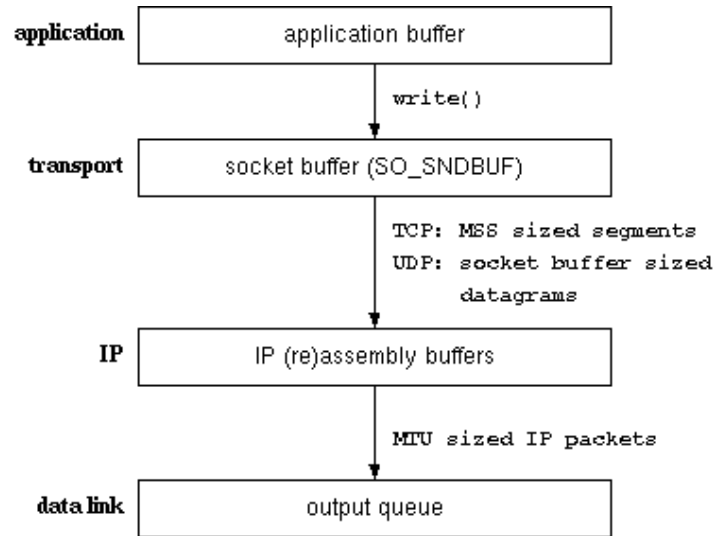 application
application buffer
write()
transport
socket buffer (SO_SNDBUF)
TCP: MSS sized segments
UDP: socket buffer sized
datagrams
IP
IP (re)assembly buffers
MTU sized IP packets
data link
output queue